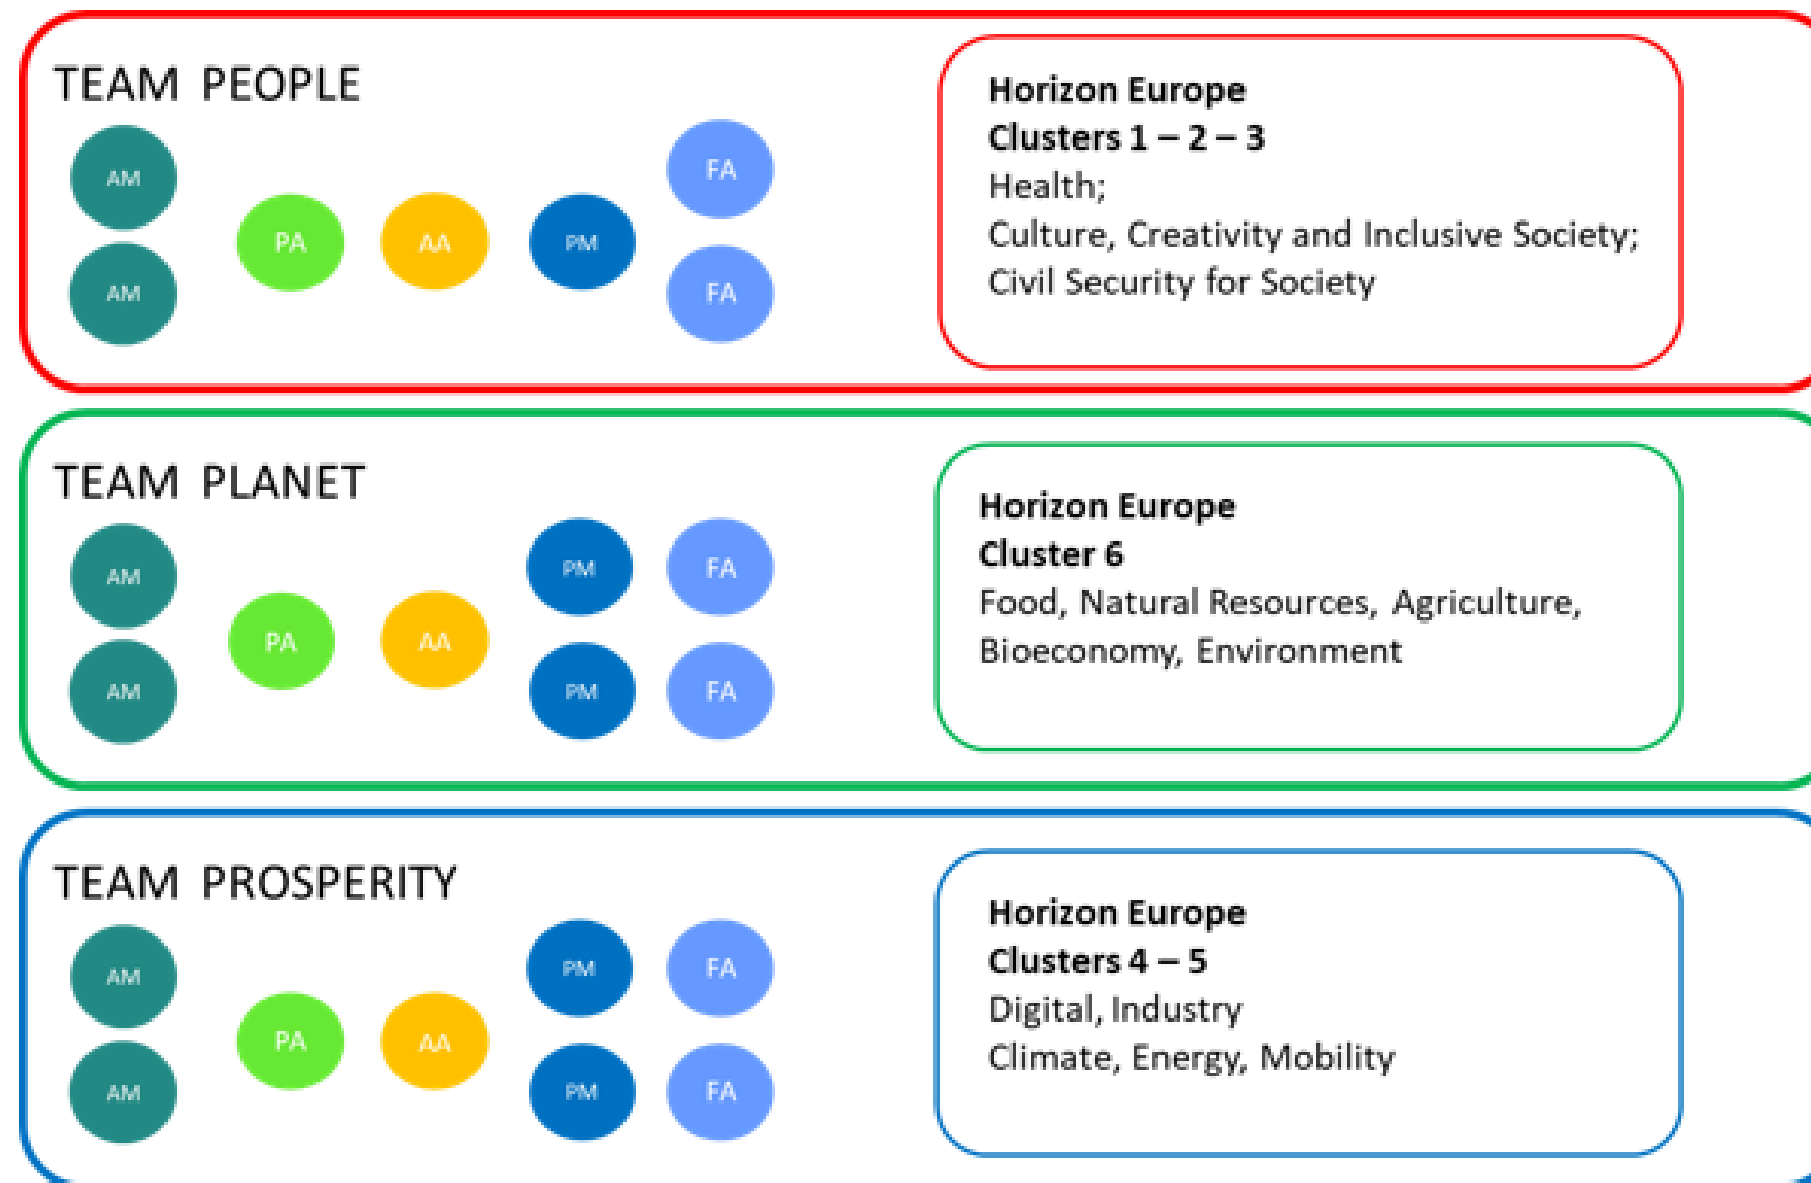 TEAM PEOPLE
AM
AM
PA
AA
PM
FA
FA
Horizon Europe
Clusters 1 – 2 – 3
Health;
Culture, Creativity and Inclusive Society;
Civil Security for Society
TEAM PLANET
AM
AM
PA
AA
PM
PM
FA
FA
Horizon Europe
Cluster 6
Food, Natural Resources, Agriculture,
Bioeconomy, Environment
TEAM PROSPERITY
AM
AM
PA
AA
PM
PM
FA
FA
Horizon Europe
Clusters 4 – 5
Digital, Industry
Climate, Energy, Mobility